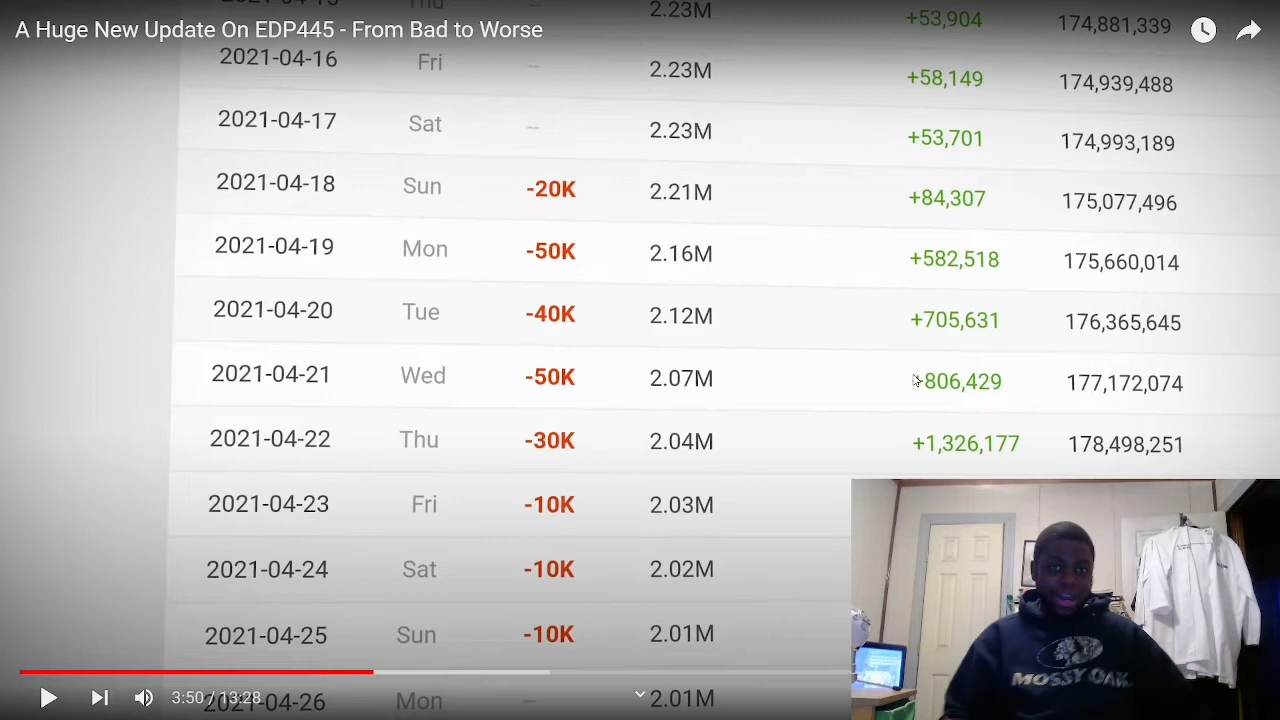 Thu -- 2.23M +53,904 174,881,339
A Huge New Update On EDP445 - From Bad to Worse
2021-04-16 Fri -- 2.23M +58,149 174,939,488
2021-04-17 Sat -- 2.23M +53,701 174,993,189
2021-04-18 Sun -20K 2.21M +84,307 175,077,496
2021-04-19 Mon -50K 2.16M +582,518 175,660,014
2021-04-20 Tue -40K 2.12M +705,631 176,365,645
2021-04-21 Wed -50K 2.07M +806,429 177,172,074
2021-04-22 Thu -30K 2.04M +1,326,177 178,498,251
2021-04-23 Fri -10K 2.03M
2021-04-24 Sat -10K 2.02M
2021-04-25 Sun -10K 2.01M
MOSSY OAK
3:50 / 13:28
2021-04-26 Mon -- 2.01M